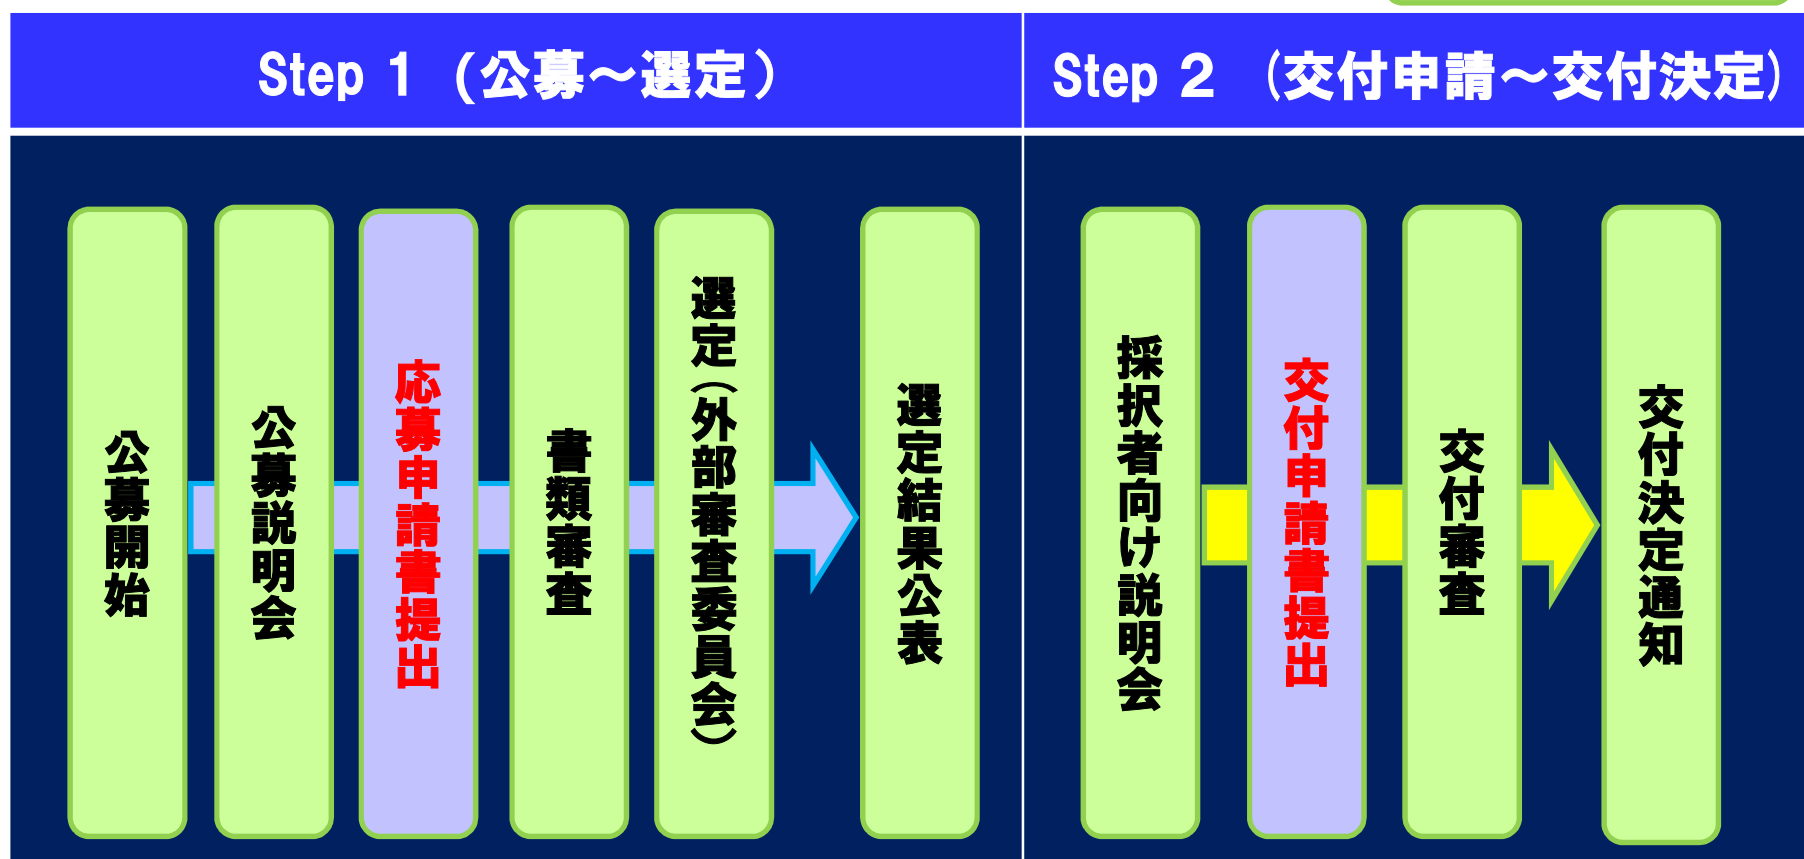 Step 1 (公募～選定)
Step 2 (交付申請～交付決定)
公募開始
公募説明会
応募申請書提出
書類審査
選定(外部審査委員会)
選定結果公表
採択者向け説明会
交付申請書提出
交付審査
交付決定通知